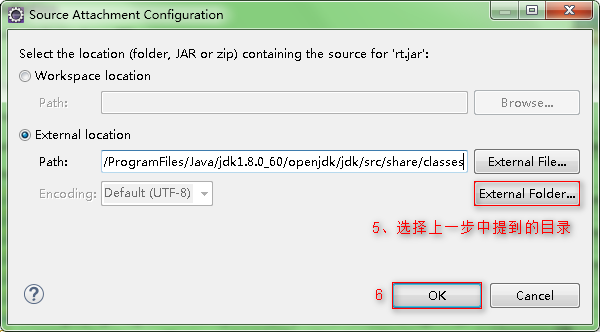 Source Attachment Configuration
Select the location (folder, JAR or zip) containing the source for 'rt.jar':
Workspace location
Path:
Browse...
External location
Path: /ProgramFiles/Java/jdk1.8.0_60/openjdk/jdk/src/share/classes External File...
Encoding: Default (UTF-8) External Folder...
5、选择上一步中提到的目录
6 OK Cancel